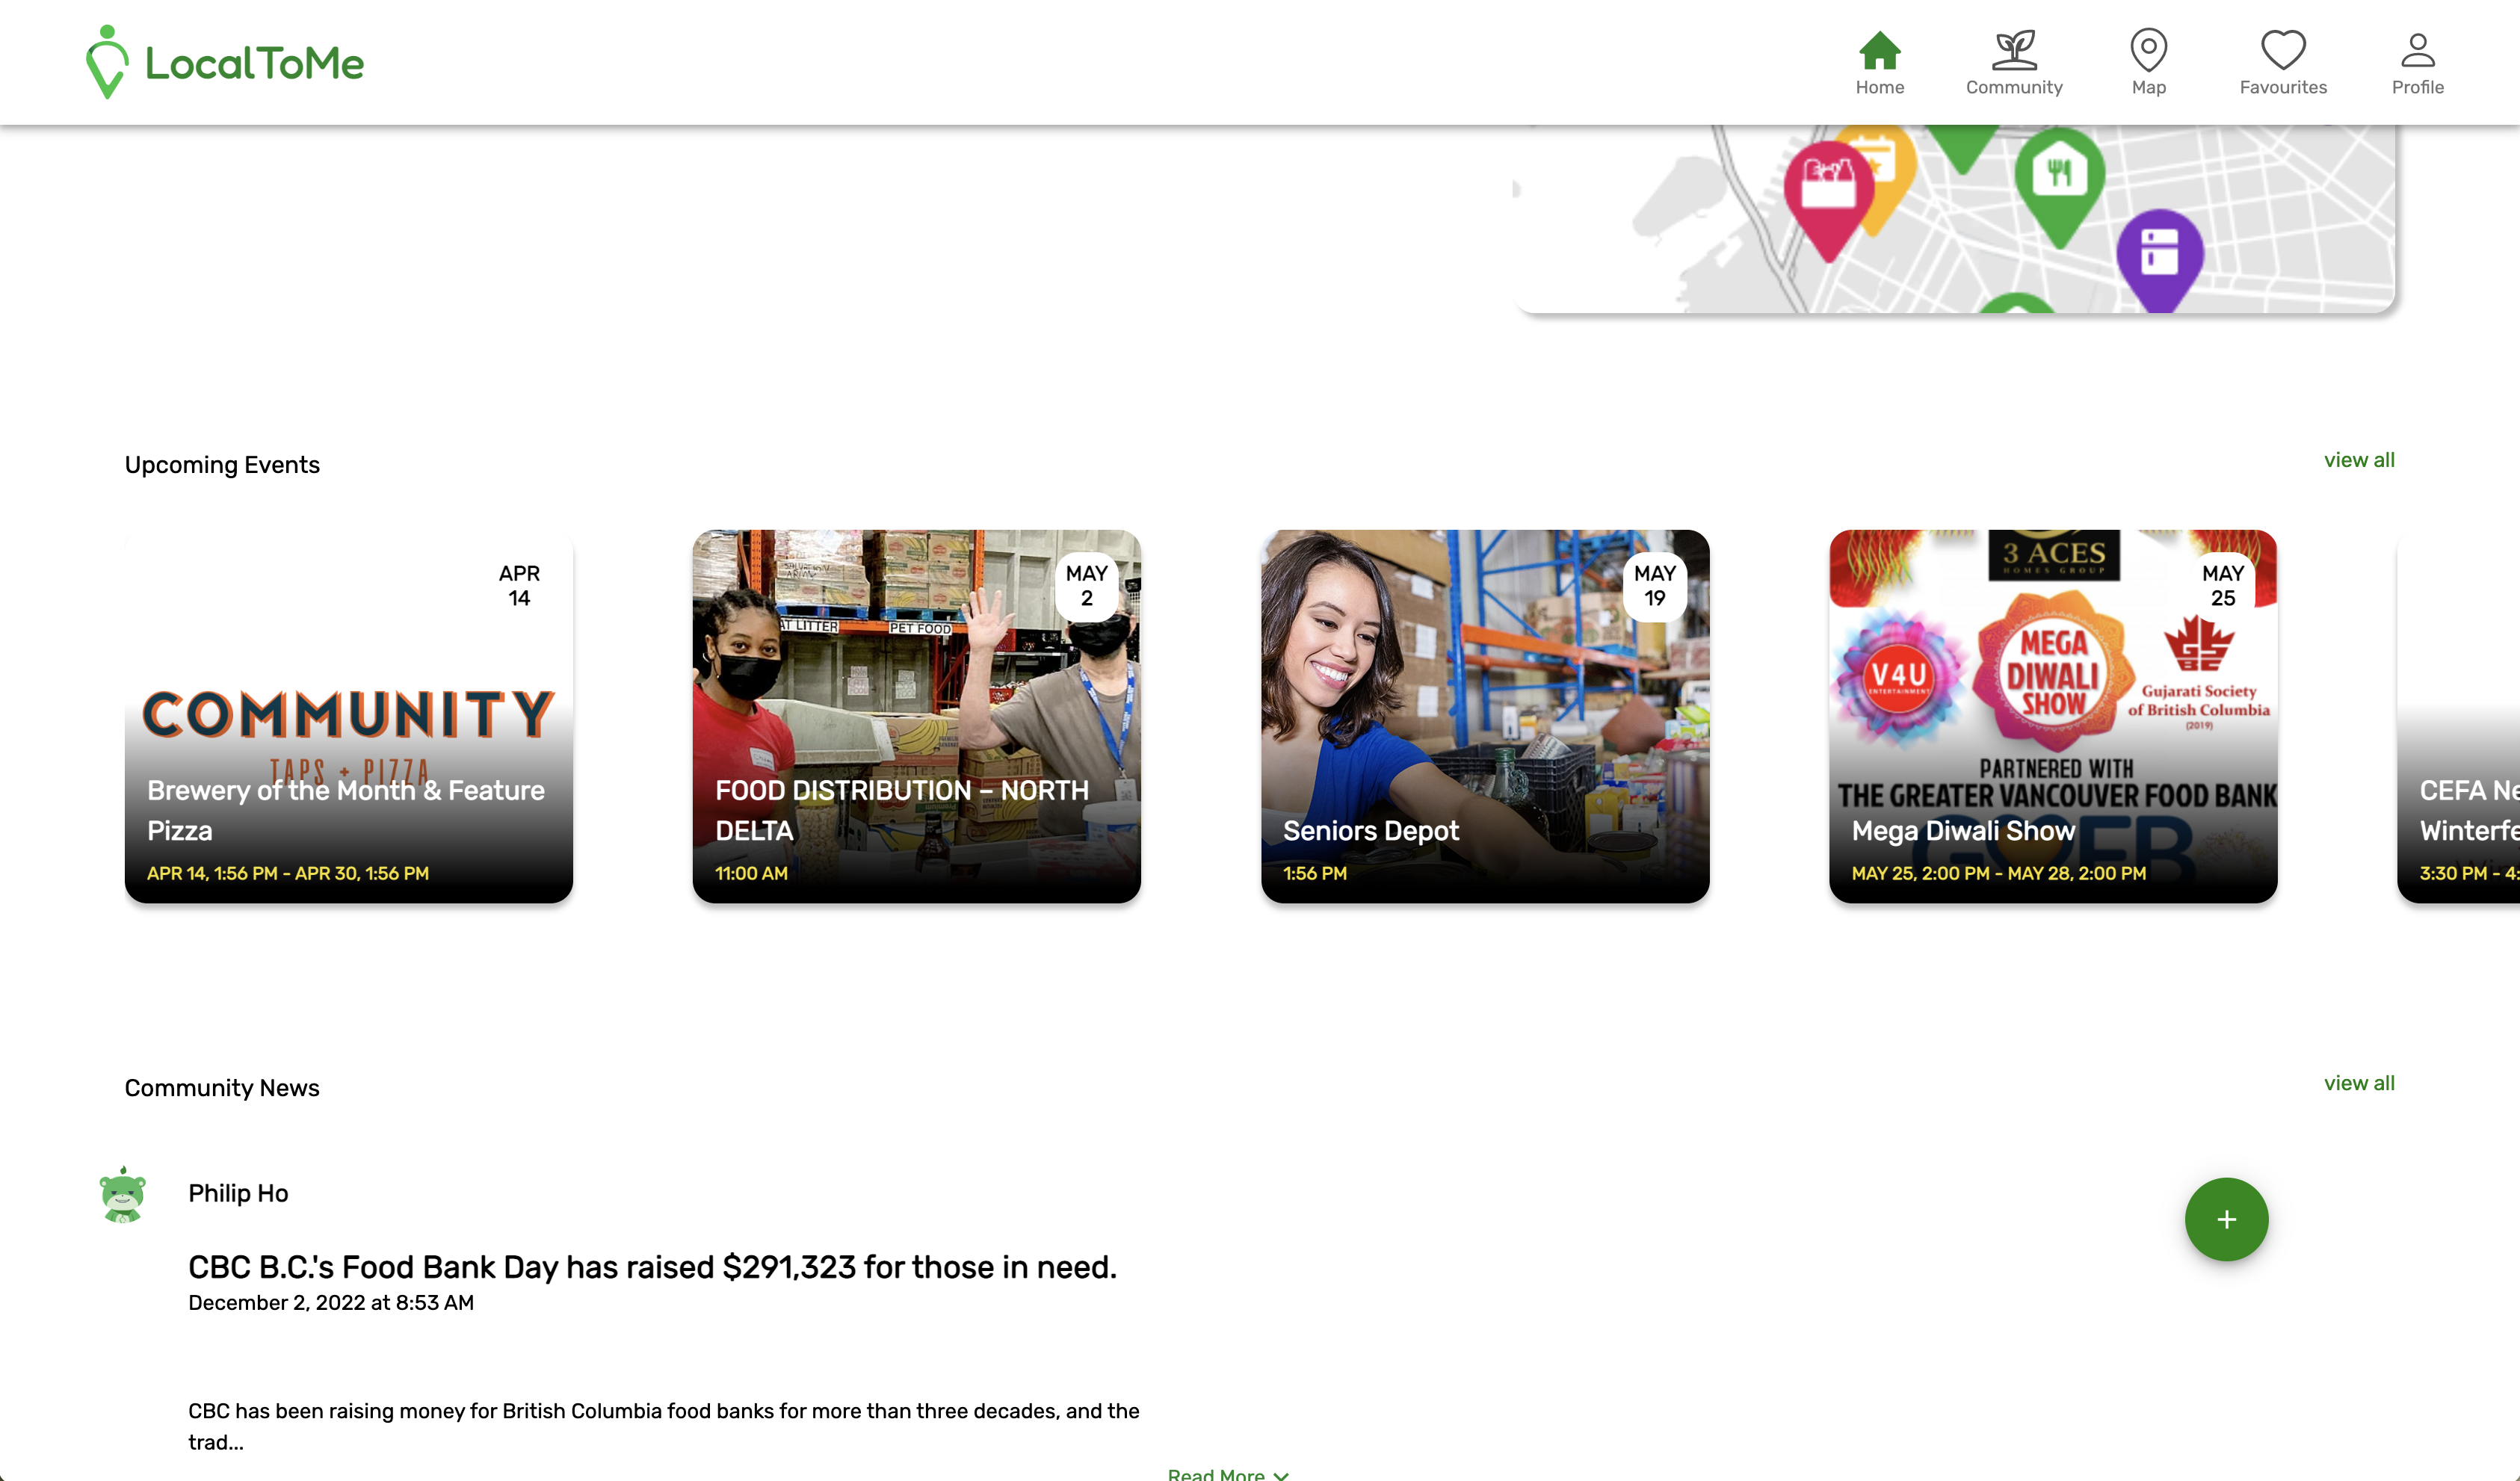 LocalToMe
Home
Community
Map
Favourites
Profile
Upcoming Events
view all
APR
14
COMMUNITY
TAPS + PIZZA
Brewery of the Month & Feature
Pizza
APR 14, 1:56 PM - APR 30, 1:56 PM
MAY
2
PET FOOD
FOOD DISTRIBUTION – NORTH
DELTA
11:00 AM
MAY
19
Seniors Depot
1:56 PM
3 ACES
HOMES GROUP
MAY
25
V4U
ENTERTAINMENT
MEGA
DIWALI
SHOW
GSBC
Gujarati Society
of British Columbia
(2019)
PARTNERED WITH
THE GREATER VANCOUVER FOOD BANK
GVFB
Mega Diwali Show
MAY 25, 2:00 PM - MAY 28, 2:00 PM
CEFA Ne
Winterfe
3:30 PM - 4:
Community News
view all
Philip Ho
+
CBC B.C.'s Food Bank Day has raised $291,323 for those in need.
December 2, 2022 at 8:53 AM
CBC has been raising money for British Columbia food banks for more than three decades, and the
trad...
Read More